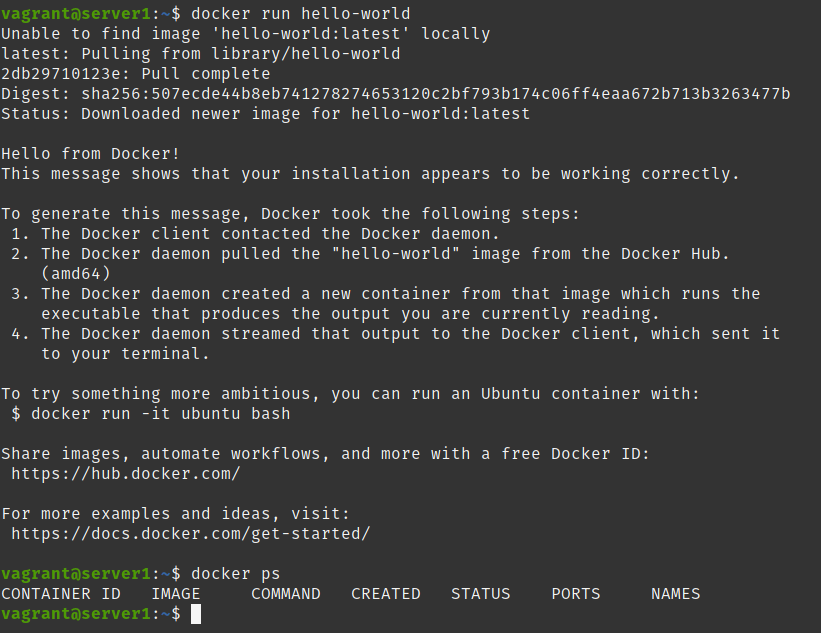 vagrant@server1:~$ docker run hello-world
Unable to find image 'hello-world:latest' locally
latest: Pulling from library/hello-world
2db29710123e: Pull complete
Digest: sha256:507ecde44b8eb741278274653120c2bf793b174c06ff4eaa672b713b3263477b
Status: Downloaded newer image for hello-world:latest

Hello from Docker!
This message shows that your installation appears to be working correctly.

To generate this message, Docker took the following steps:
 1. The Docker client contacted the Docker daemon.
 2. The Docker daemon pulled the "hello-world" image from the Docker Hub.
    (amd64)
 3. The Docker daemon created a new container from that image which runs the
    executable that produces the output you are currently reading.
 4. The Docker daemon streamed that output to the Docker client, which sent it
    to your terminal.

To try something more ambitious, you can run an Ubuntu container with:
 $ docker run -it ubuntu bash

Share images, automate workflows, and more with a free Docker ID:
 https://hub.docker.com/

For more examples and ideas, visit:
 https://docs.docker.com/get-started/

vagrant@server1:~$ docker ps
CONTAINER ID   IMAGE     COMMAND   CREATED   STATUS    PORTS     NAMES
vagrant@server1:~$